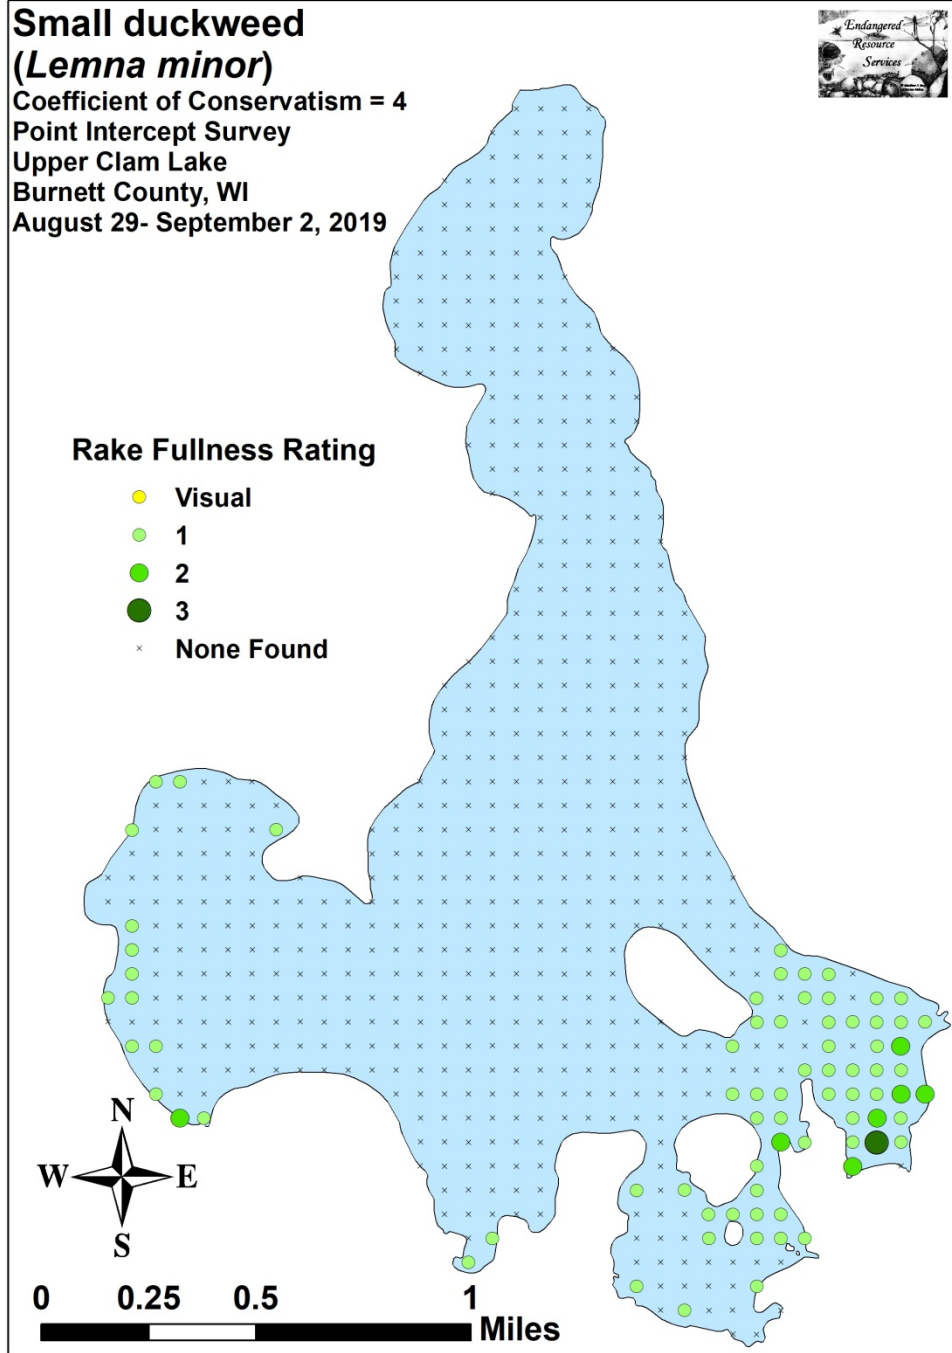 Small duckweed
(Lemna minor)
Coefficient of Conservatism = 4
Point Intercept Survey
Upper Clam Lake
Burnett County, WI
August 29- September 2, 2019
Endangered
Resource
Services
Rake Fullness Rating
Visual
1
2
3
None Found
N
W E
S
0 0.25 0.5 1
Miles